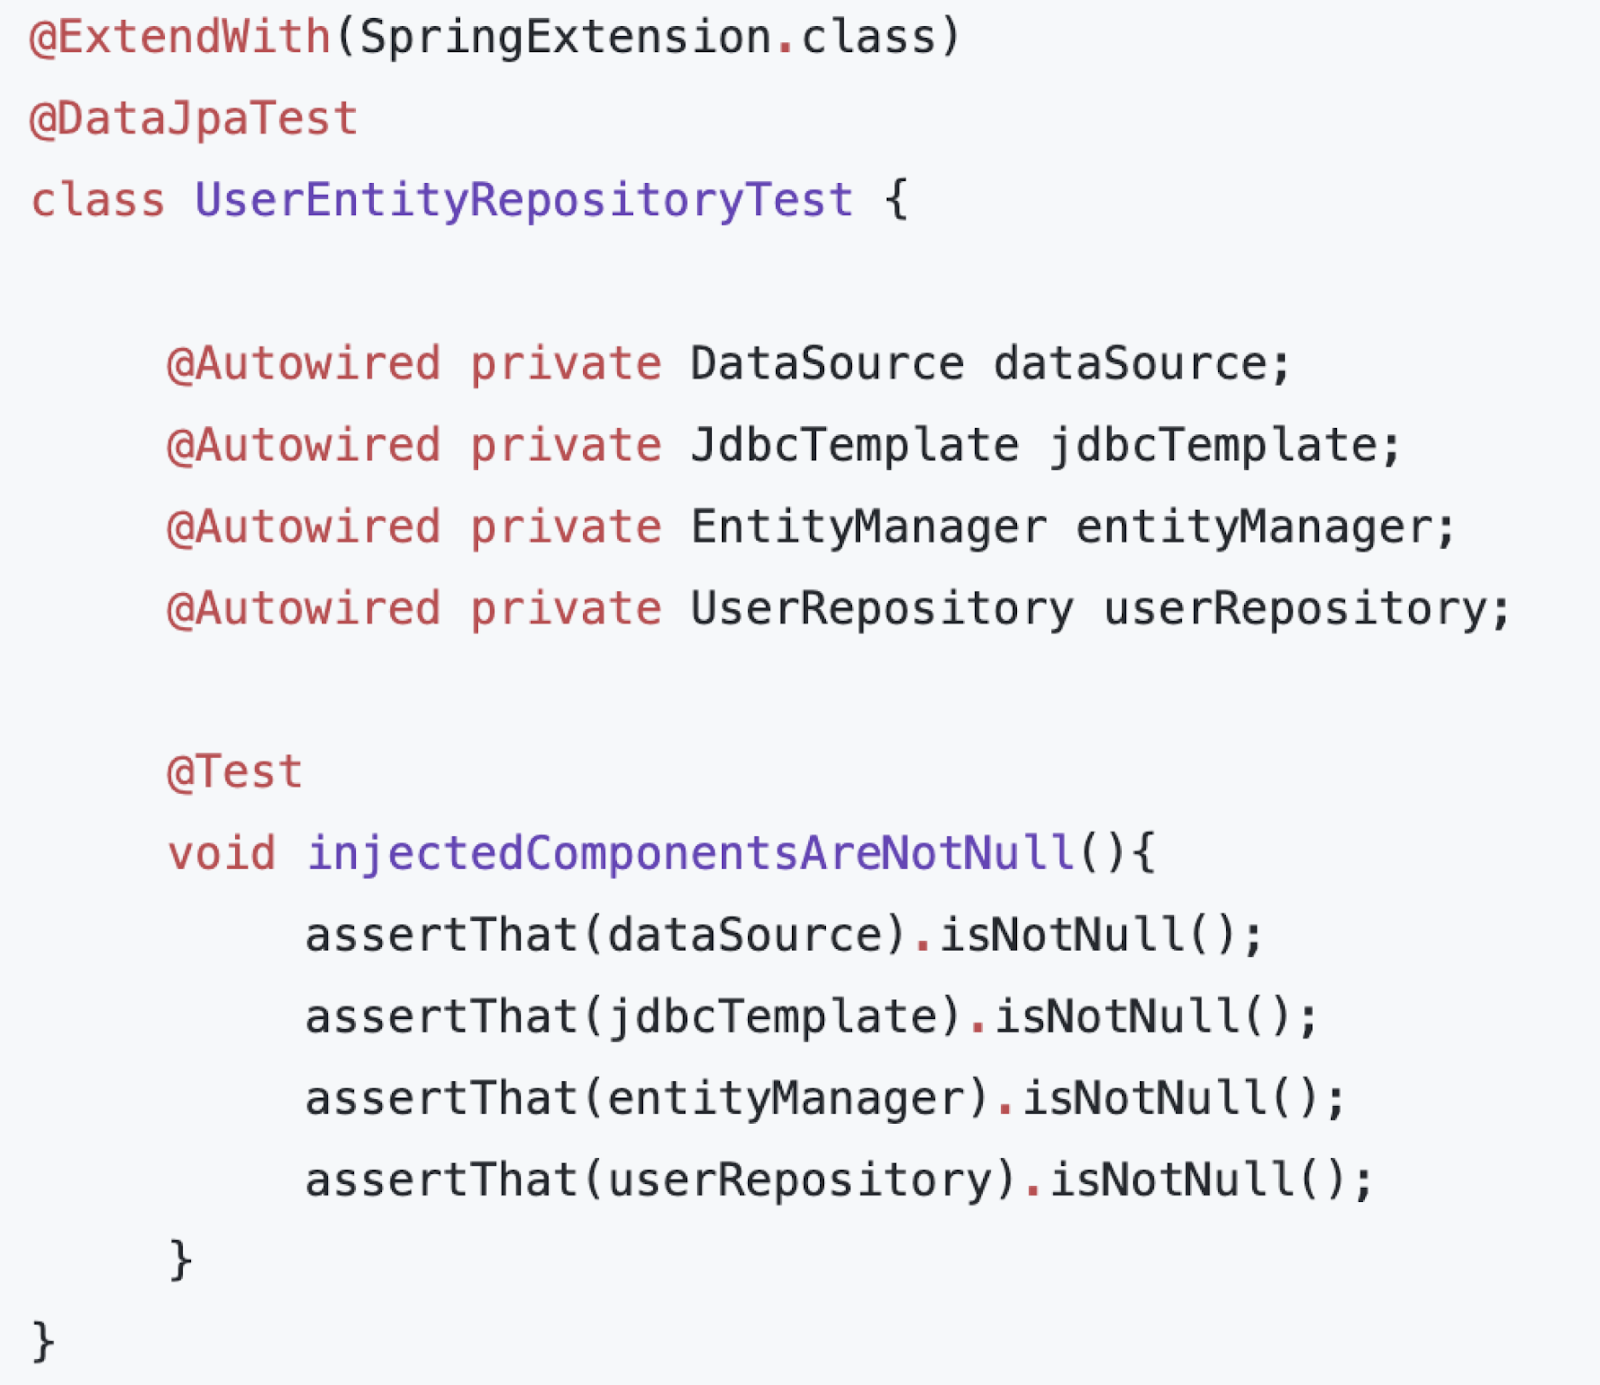 @ExtendWith(SpringExtension.class)
@DataJpaTest
class UserEntityRepositoryTest {
@Autowired private DataSource dataSource;
@Autowired private JdbcTemplate jdbcTemplate;
@Autowired private EntityManager entityManager;
@Autowired private UserRepository userRepository;
@Test
void injectedComponentsAreNotNull(){
assertThat(dataSource).isNotNull();
assertThat(jdbcTemplate).isNotNull();
assertThat(entityManager).isNotNull();
assertThat(userRepository).isNotNull();
}
}